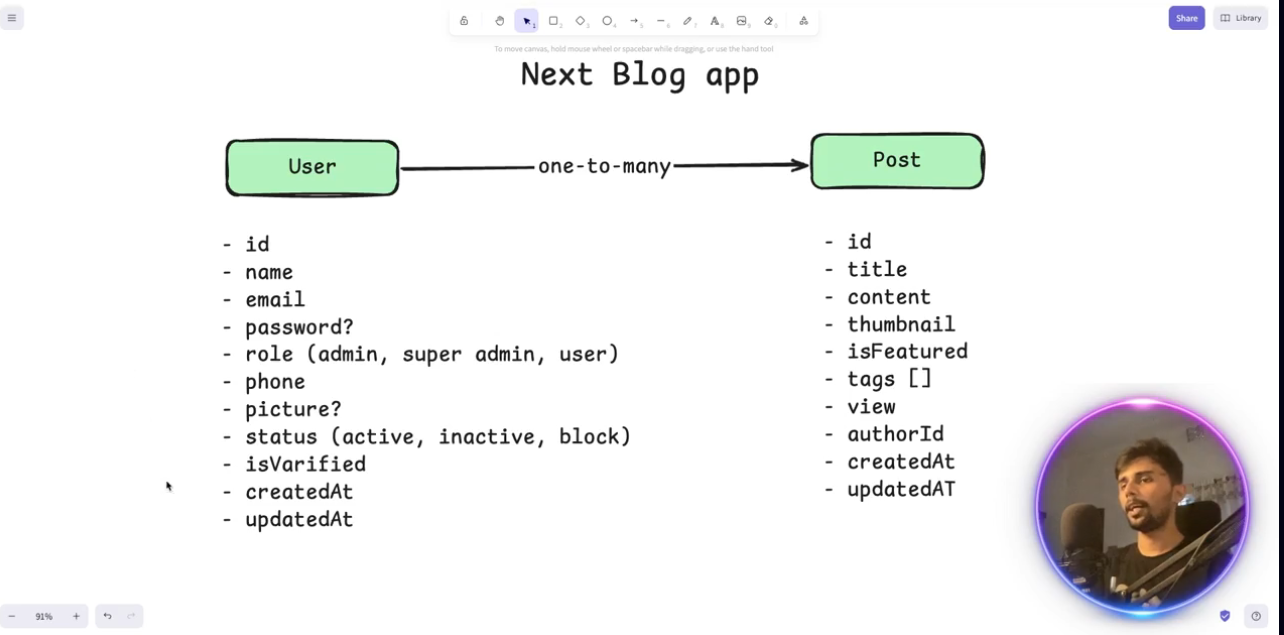 Share
Library
To move canvas, hold mouse wheel or spacebar while dragging, or use the hand tool
Next Blog app
User
one-to-many
Post
- id
- name
- email
- password?
- role (admin, super admin, user)
- phone
- picture?
- status (active, inactive, block)
- isVarified
- createdAt
- updatedAt
- id
- title
- content
- thumbnail
- isFeatured
- tags []
- view
- authorId
- createdAt
- updatedAT
91%